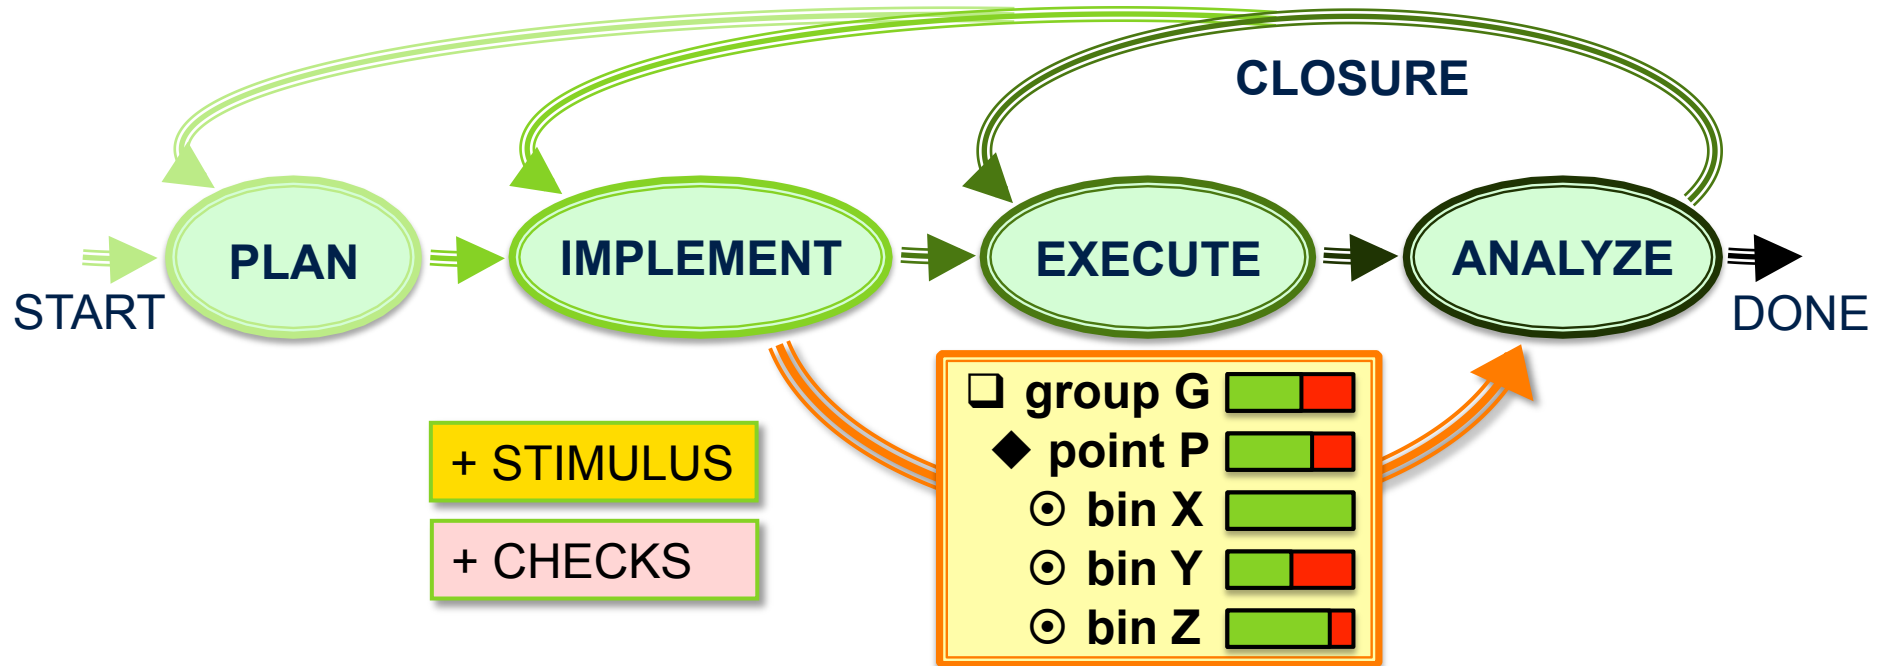 CLOSURE
PLAN
IMPLEMENT
EXECUTE
ANALYZE
START
DONE
+ STIMULUS
+ CHECKS
group G
point P
bin X
bin Y
bin Z